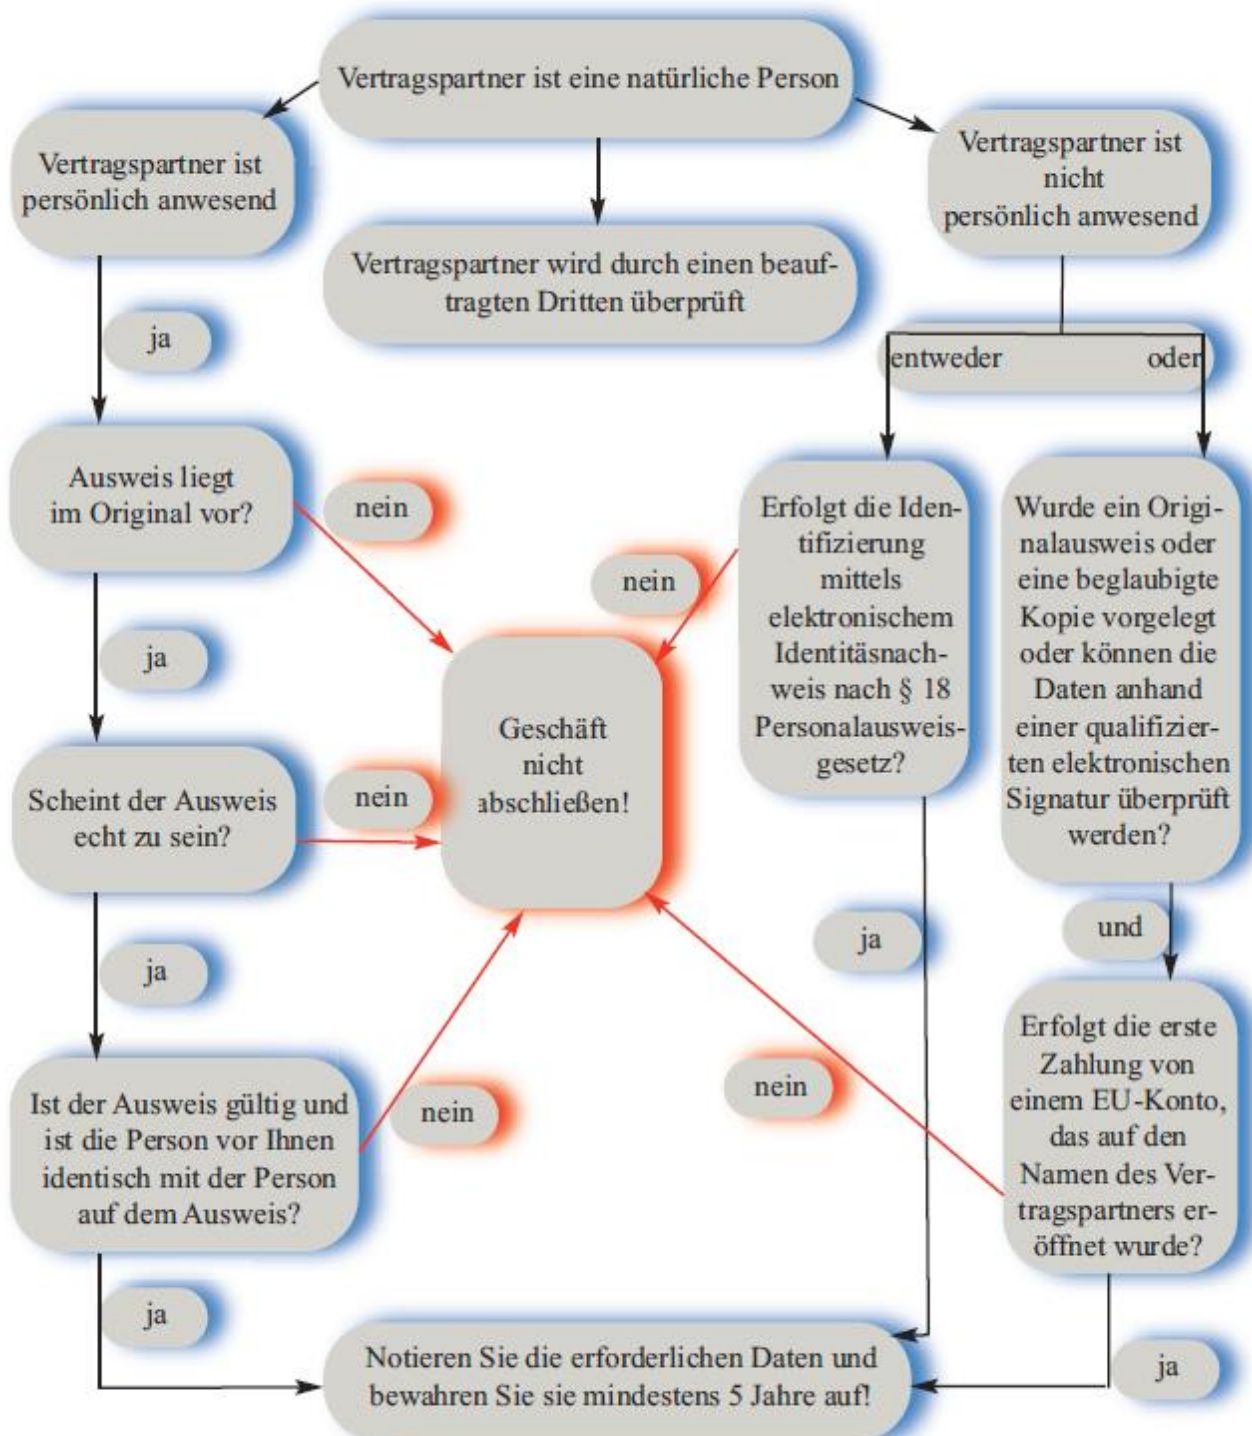 Vertragspartner ist eine natürliche Person
Vertragspartner ist
persönlich anwesend
Vertragspartner wird durch einen beauf-
tragten Dritten überprüft
Vertragspartner ist
nicht
persönlich anwesend
ja
entweder
oder
Ausweis liegt
im Original vor?
nein
ja
Scheint der Ausweis
echt zu sein?
nein
ja
Ist der Ausweis gültig und
ist die Person vor Ihnen
identisch mit der Person
auf dem Ausweis?
nein
ja
Geschäft
nicht
abschließen!
nein
Erfolgt die Iden-
tifizierung
mittels
elektronischem
Identitäsnach-
weis nach § 18
Personalausweis-
gesetz?
ja
Wurde ein Origi-
nalausweis oder
eine beglaubigte
Kopie vorgelegt
oder können die
Daten anhand
einer qualifizier-
ten elektronischen
Signatur überprüft
werden?
und
Erfolgt die erste
Zahlung von
einem EU-Konto,
das auf den
Namen des Ver-
tragspartners er-
öffnet wurde?
nein
ja
Notieren Sie die erforderlichen Daten und
bewahren Sie sie mindestens 5 Jahre auf!